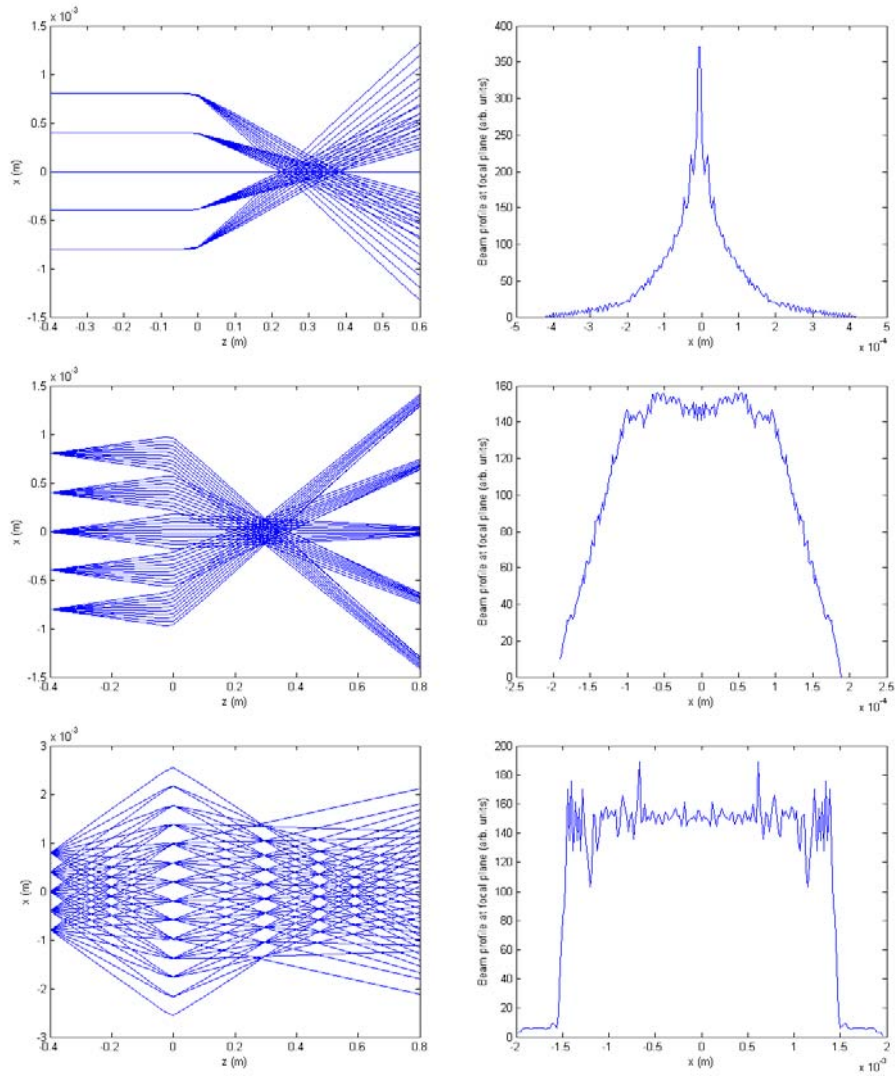 x 10⁻³
1.5
1
0.5
0
-0.5
-1
-1.5
x (m)
-0.4 -0.3 -0.2 -0.1 0 0.1 0.2 0.3 0.4 0.5 0.6
z (m)
400
350
300
250
200
150
100
50
0
Beam profile at focal plane (arb. units)
-5 -4 -3 -2 -1 0 1 2 3 4 5
x (m)
x 10⁻⁴
x 10⁻³
1.5
1
0.5
0
-0.5
-1
-1.5
x (m)
-0.4 -0.2 0 0.2 0.4 0.6 0.8
z (m)
160
140
120
100
80
60
40
20
0
Beam profile at focal plane (arb. units)
-2.5 -2 -1.5 -1 -0.5 0 0.5 1 1.5 2 2.5
x (m)
x 10⁻⁴
x 10⁻³
3
2
1
0
-1
-2
-3
x (m)
-0.4 -0.2 0 0.2 0.4 0.6 0.8
z (m)
200
180
160
140
120
100
80
60
40
20
0
Beam profile at focal plane (arb. units)
-2 -1.5 -1 -0.5 0 0.5 1 1.5 2
x (m)
x 10⁻³